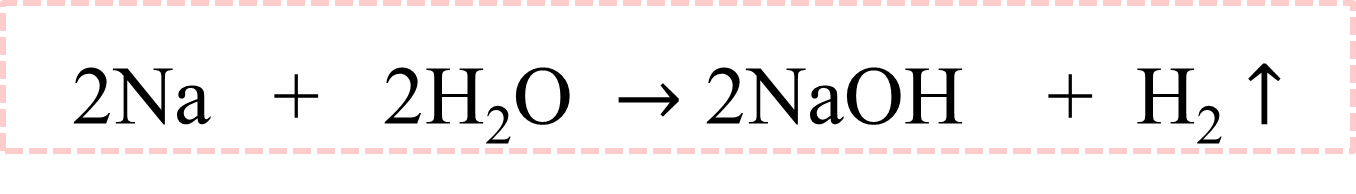 2Na + 2H₂O → 2NaOH + H₂ ↑